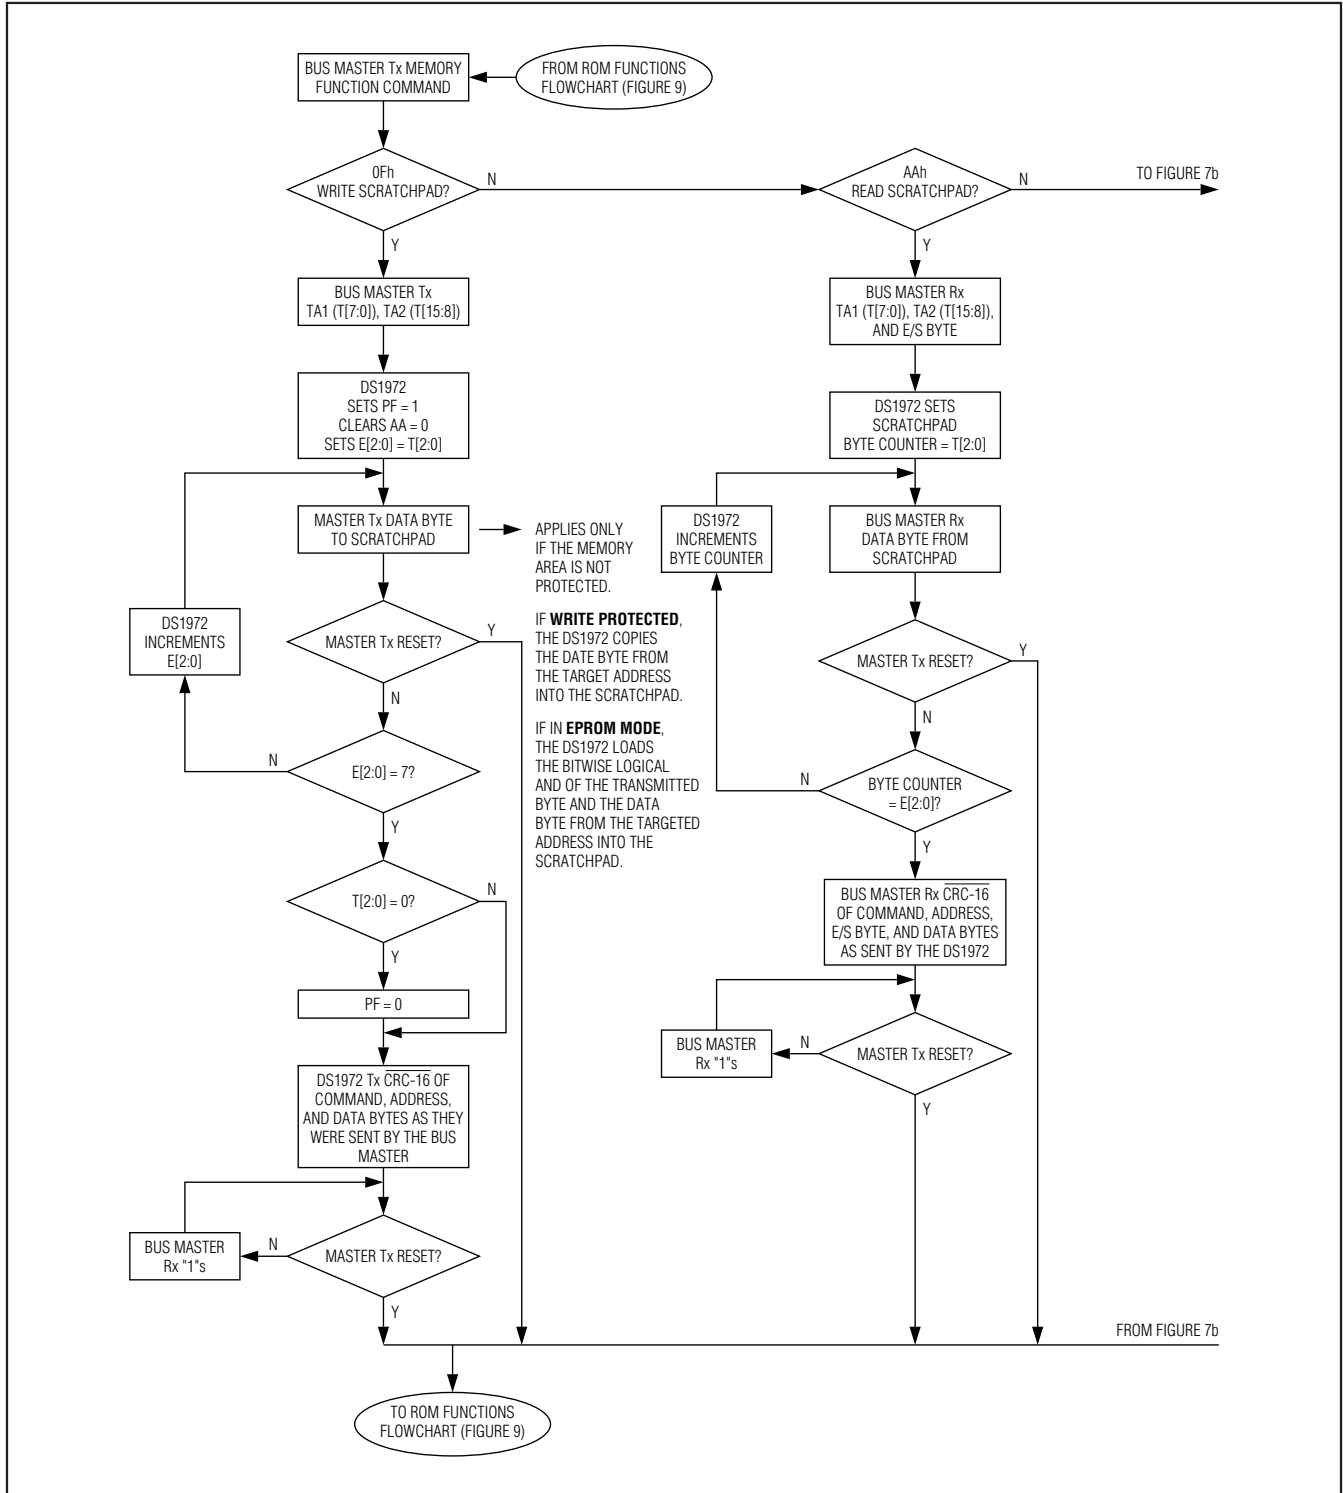 BUS MASTER Tx MEMORY
FUNCTION COMMAND
FROM ROM FUNCTIONS
FLOWCHART (FIGURE 9)
0Fh
WRITE SCRATCHPAD?
N
Y
AAh
READ SCRATCHPAD?
N
Y
TO FIGURE 7b
BUS MASTER Tx
TA1 (T[7:0]), TA2 (T[15:8])
DS1972
SETS PF = 1
CLEARS AA = 0
SETS E[2:0] = T[2:0]
MASTER Tx DATA BYTE
TO SCRATCHPAD
APPLIES ONLY
IF THE MEMORY
AREA IS NOT
PROTECTED.
IF WRITE PROTECTED,
THE DS1972 COPIES
THE DATE BYTE FROM
THE TARGET ADDRESS
INTO THE SCRATCHPAD.
IF IN EPROM MODE,
THE DS1972 LOADS
THE BITWISE LOGICAL
AND OF THE TRANSMITTED
BYTE AND THE DATA
BYTE FROM THE TARGETED
ADDRESS INTO THE
SCRATCHPAD.
DS1972
INCREMENTS
E[2:0]
MASTER Tx RESET?
Y
N
E[2:0] = 7?
N
Y
T[2:0] = 0?
N
Y
PF = 0
DS1972 Tx CRC-16 OF
COMMAND, ADDRESS,
AND DATA BYTES AS THEY
WERE SENT BY THE BUS
MASTER
BUS MASTER
Rx "1"s
N
MASTER Tx RESET?
Y
BUS MASTER Rx
TA1 (T[7:0]), TA2 (T[15:8]),
AND E/S BYTE
DS1972 SETS
SCRATCHPAD
BYTE COUNTER = T[2:0]
DS1972
INCREMENTS
BYTE COUNTER
BUS MASTER Rx
DATA BYTE FROM
SCRATCHPAD
MASTER Tx RESET?
Y
N
BYTE COUNTER
= E[2:0]?
N
Y
BUS MASTER Rx CRC-16
OF COMMAND, ADDRESS,
E/S BYTE, AND DATA BYTES
AS SENT BY THE DS1972
BUS MASTER
Rx "1"s
N
MASTER Tx RESET?
Y
FROM FIGURE 7b
TO ROM FUNCTIONS
FLOWCHART (FIGURE 9)